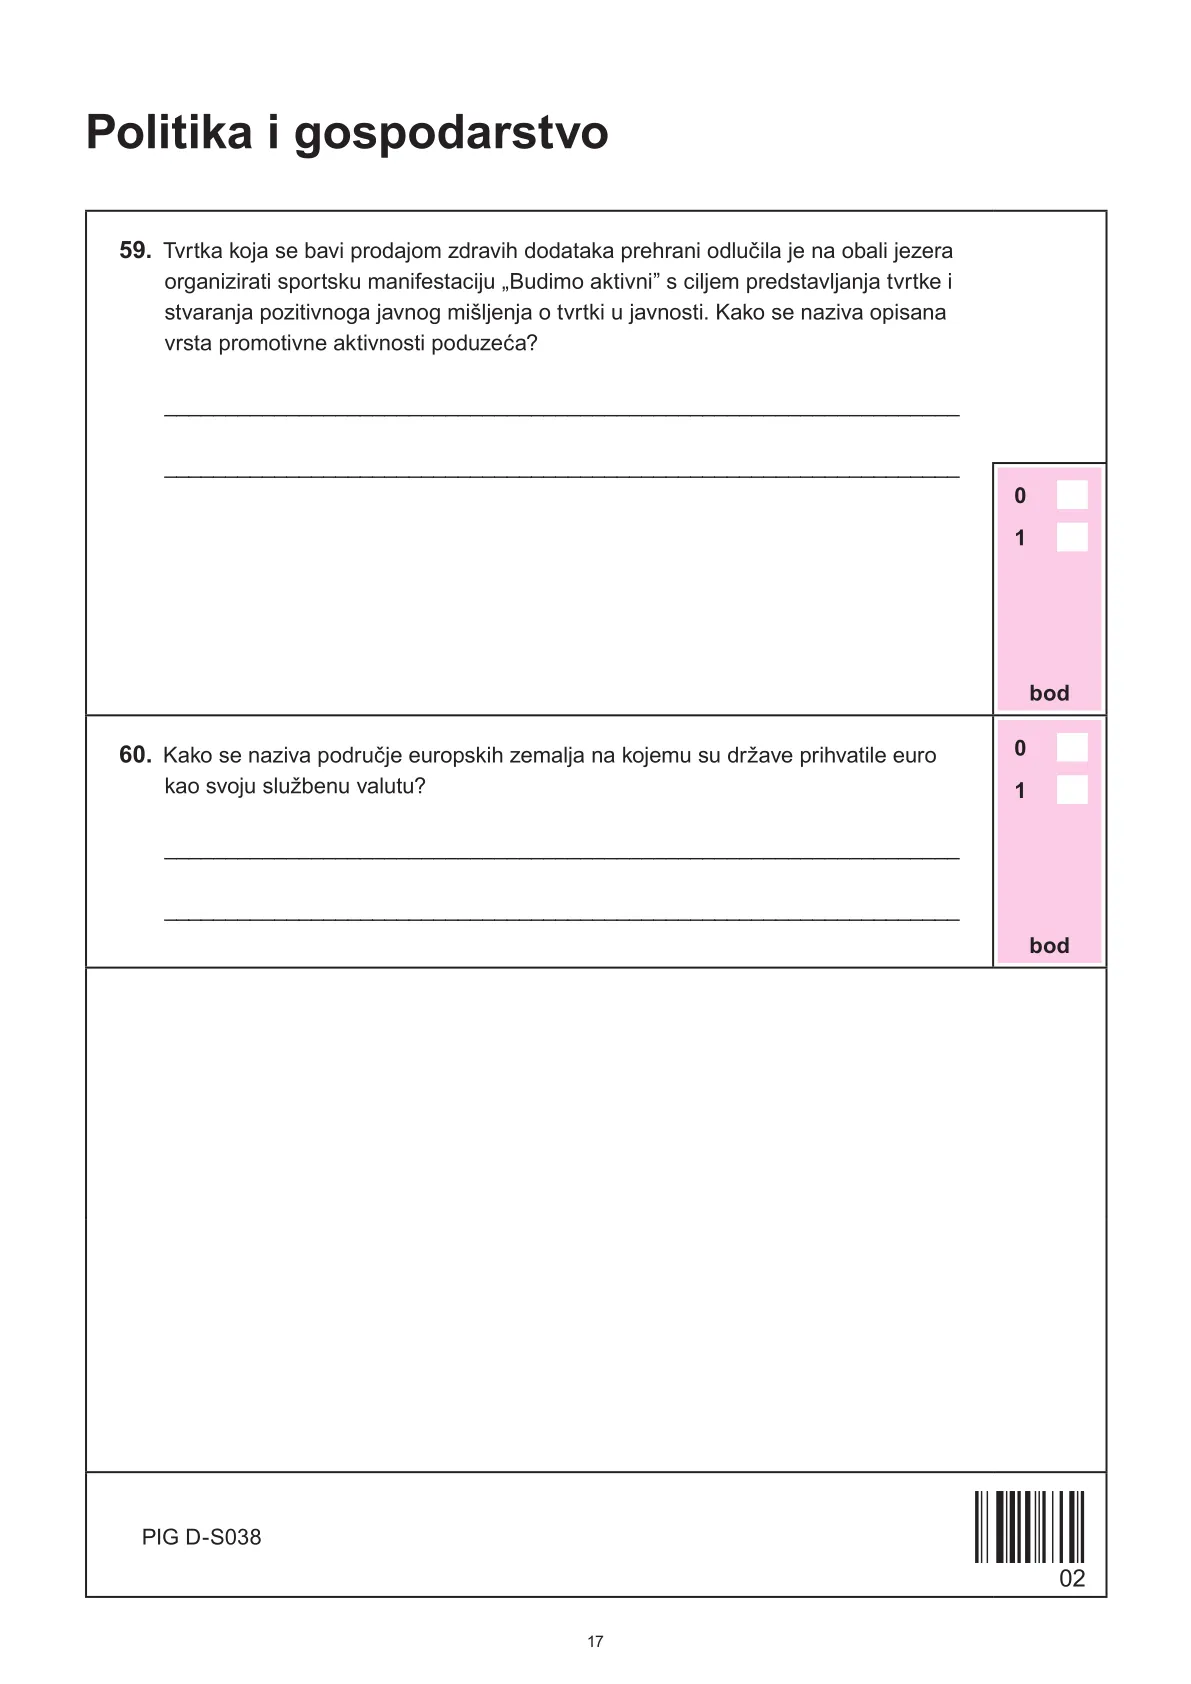 Politika i gospodarstvo
59. Tvrtka koja se bavi prodajom zdravih dodataka prehrani odlučila je na obali jezera
organizirati sportsku manifestaciju „Budimo aktivni” s ciljem predstavljanja tvrtke i
stvaranja pozitivnoga javnog mišljenja o tvrtki u javnosti. Kako se naziva opisana
vrsta promotivne aktivnosti poduzeća?
0
1
bod
60. Kako se naziva područje europskih zemalja na kojemu su države prihvatile euro
kao svoju službenu valutu?
0
1
bod
PIG D-S038
02
17